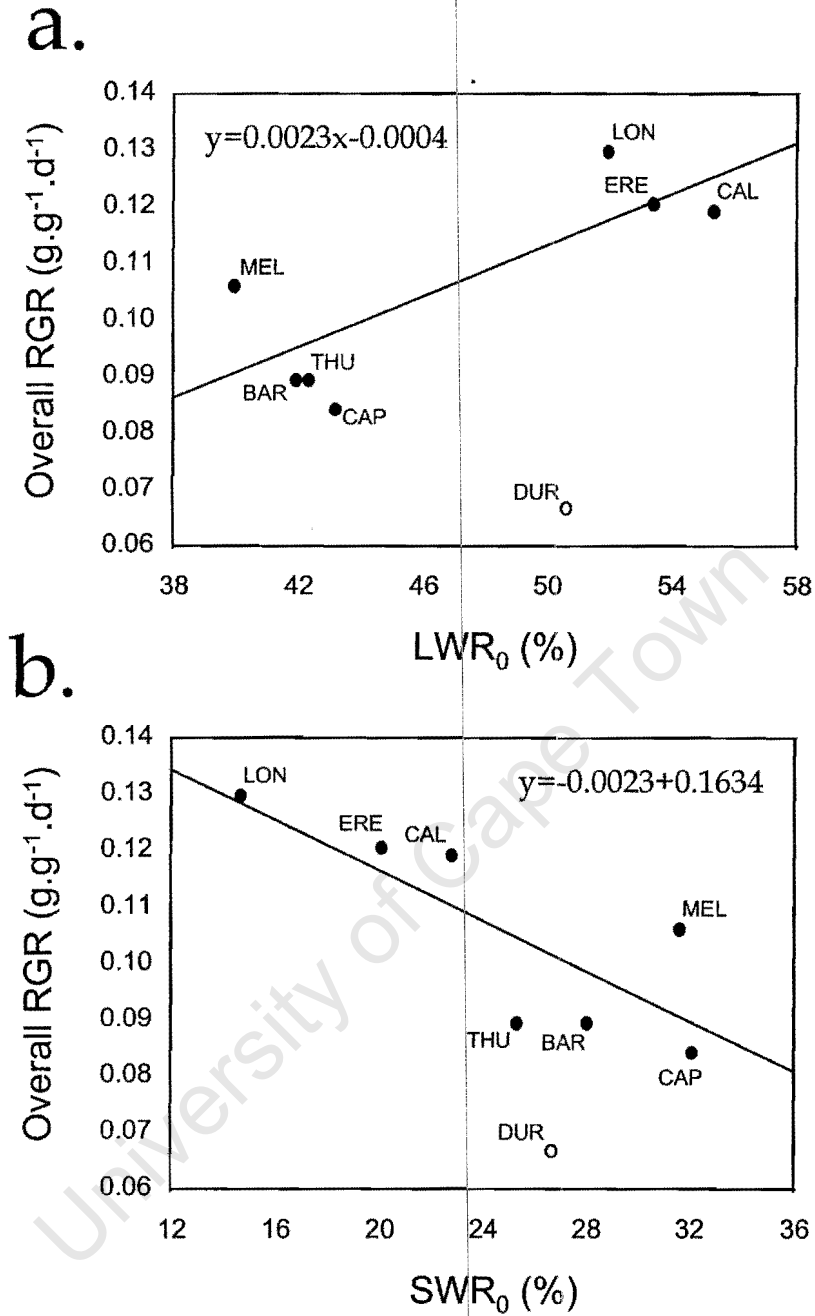 a.
Overall RGR (g.g⁻¹.d⁻¹)
0.14
0.13
0.12
0.11
0.10
0.09
0.08
0.07
0.06
y=0.0023x-0.0004
LON
ERE
CAL
MEL
THU
BAR
CAP
DUR
38 42 46 50 54 58
LWR₀ (%)
b.
Overall RGR (g.g⁻¹.d⁻¹)
0.14
0.13
0.12
0.11
0.10
0.09
0.08
0.07
0.06
y=-0.0023+0.1634
LON
ERE
CAL
MEL
THU
BAR
CAP
DUR
12 16 20 24 28 32 36
SWR₀ (%)
University of Cape Town